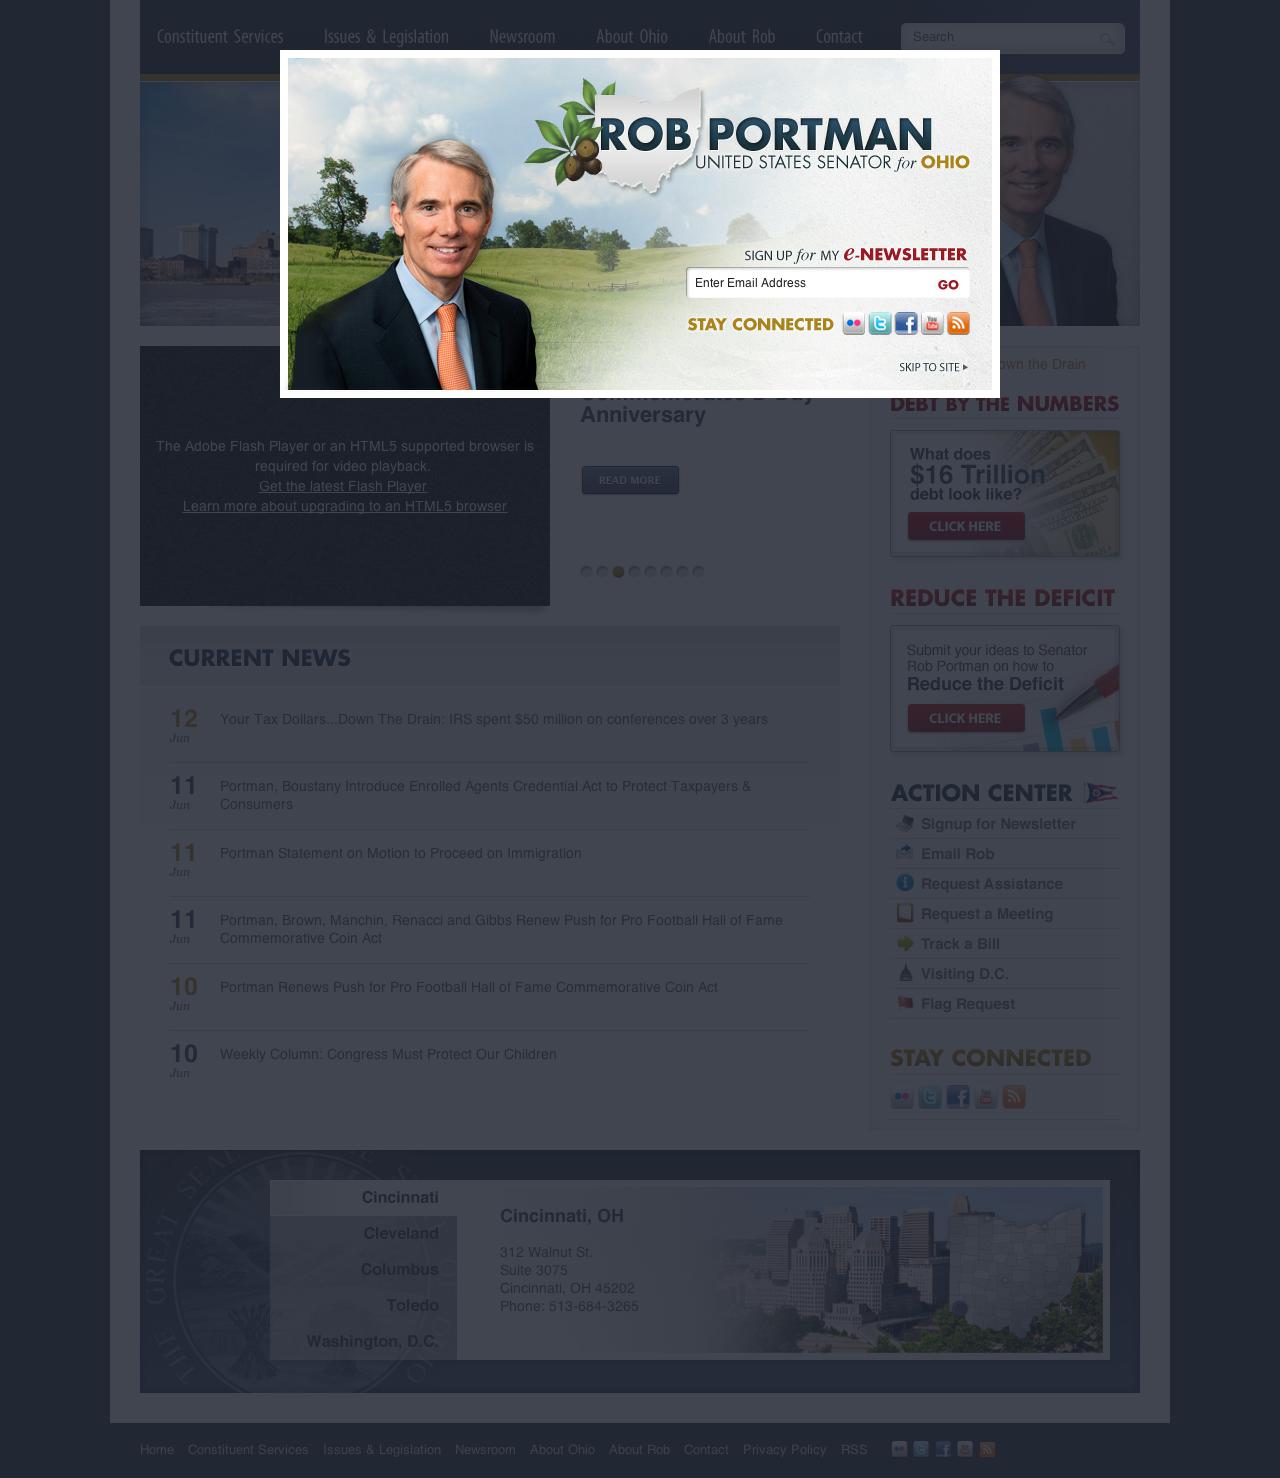 Constituent Services Issues & Legislation Newsroom About Ohio About Rob Contact Search
ROB PORTMAN
UNITED STATES SENATOR for OHIO
SIGN UP for MY e-NEWSLETTER
Enter Email Address GO
STAY CONNECTED
SKIP TO SITE
The Adobe Flash Player or an HTML5 supported browser is
required for video playback.
Get the latest Flash Player
Learn more about upgrading to an HTML5 browser
Commemorates D-Day
Anniversary
READ MORE
Down the Drain
DEBT BY THE NUMBERS
What does
$16 Trillion
debt look like?
CLICK HERE
REDUCE THE DEFICIT
Submit your ideas to Senator
Rob Portman on how to
Reduce the Deficit
CLICK HERE
CURRENT NEWS
12 Your Tax Dollars...Down The Drain: IRS spent $50 million on conferences over 3 years
Jun
11 Portman, Boustany Introduce Enrolled Agents Credential Act to Protect Taxpayers &
Jun Consumers
11 Portman Statement on Motion to Proceed on Immigration
Jun
11 Portman, Brown, Manchin, Renacci and Gibbs Renew Push for Pro Football Hall of Fame
Jun Commemorative Coin Act
10 Portman Renews Push for Pro Football Hall of Fame Commemorative Coin Act
Jun
10 Weekly Column: Congress Must Protect Our Children
Jun
ACTION CENTER
Signup for Newsletter
Email Rob
Request Assistance
Request a Meeting
Track a Bill
Visiting D.C.
Flag Request
STAY CONNECTED
Cincinnati
Cleveland
Columbus
Toledo
Washington, D.C.
Cincinnati, OH
312 Walnut St.
Suite 3075
Cincinnati, OH 45202
Phone: 513-684-3265
Home Constituent Services Issues & Legislation Newsroom About Ohio About Rob Contact Privacy Policy RSS